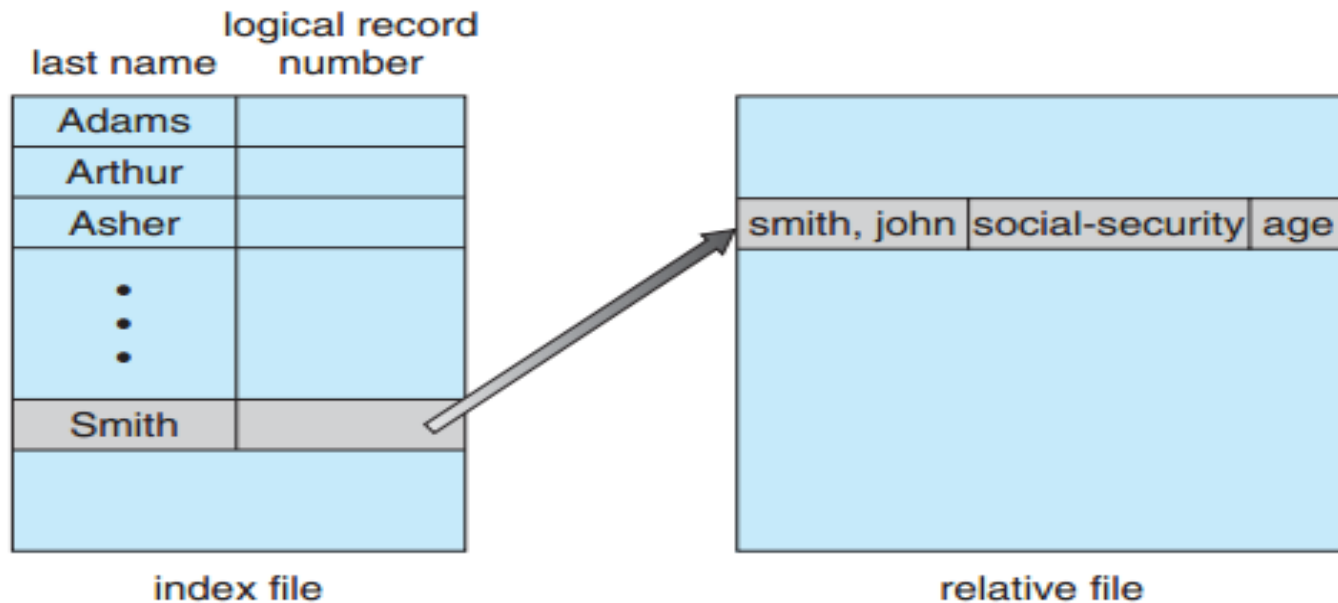 logical record
last name number
Adams
Arthur
Asher
Smith
smith, john social-security age
index file
relative file